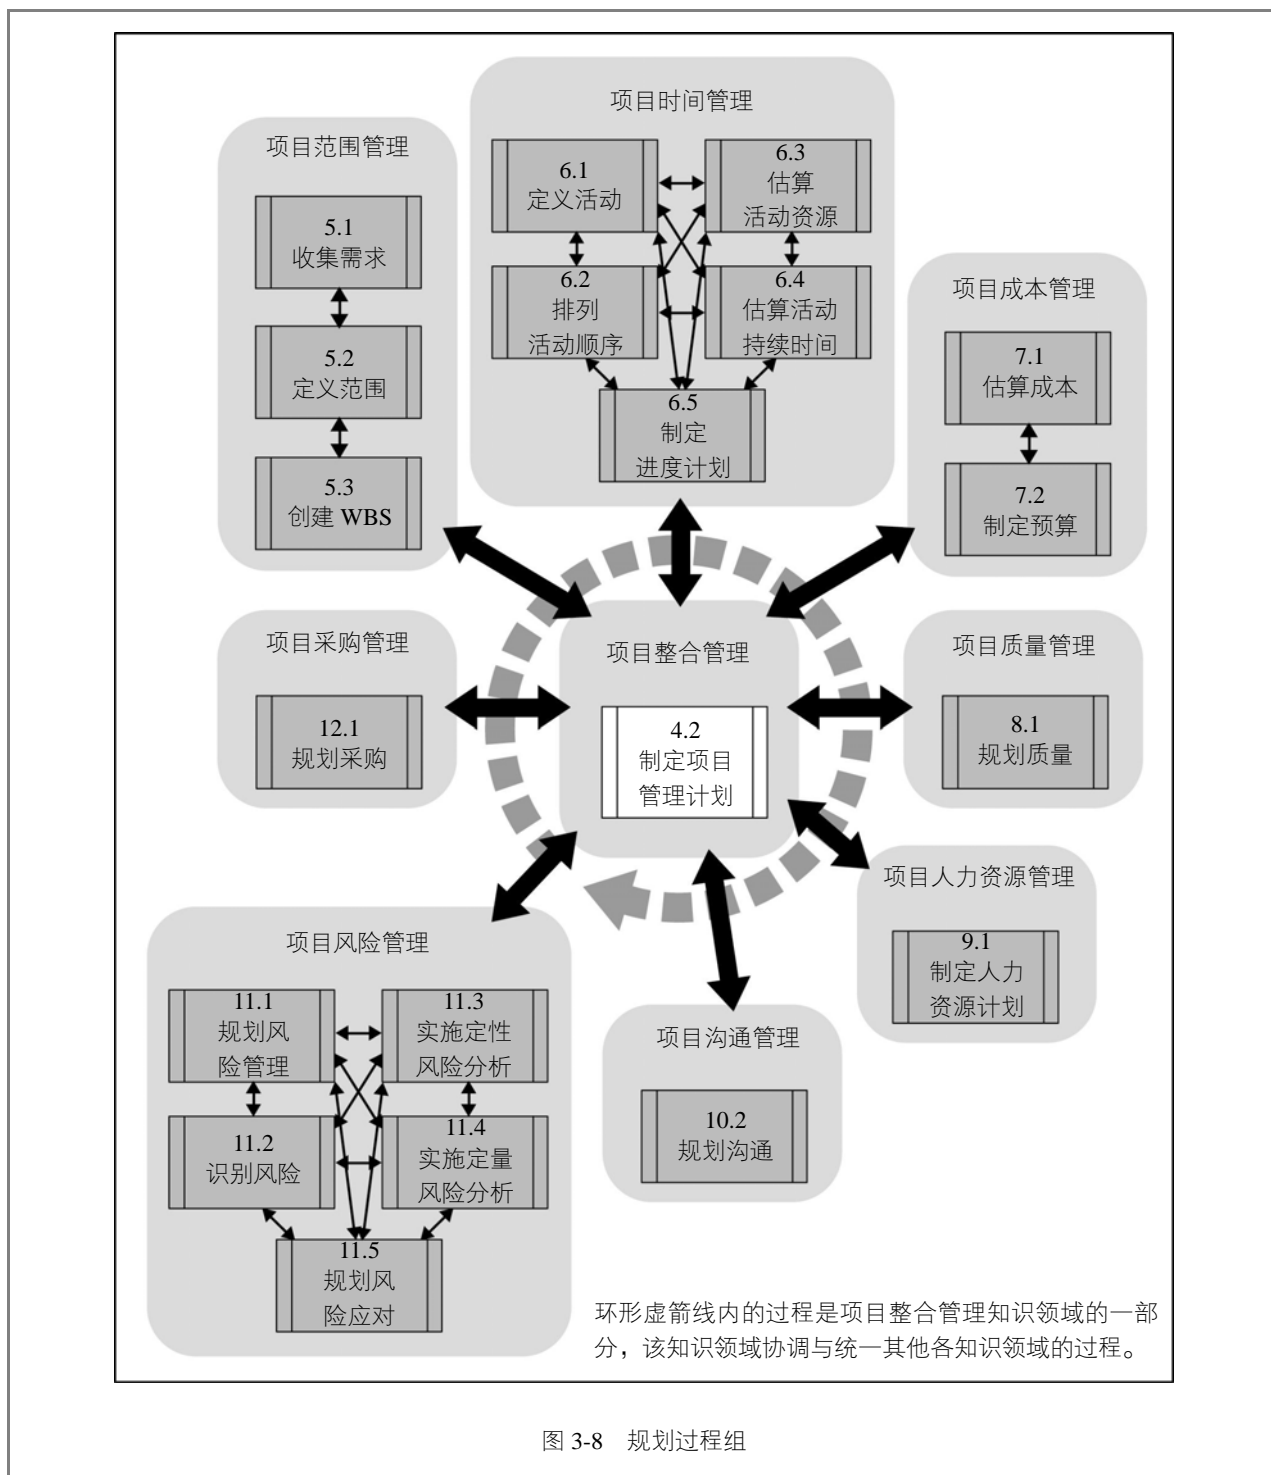 项目时间管理
6.1
定义活动
6.3
估算
活动资源
6.2
排列
活动顺序
6.4
估算活动
持续时间
6.5
制定
进度计划
项目范围管理
5.1
收集需求
5.2
定义范围
5.3
创建 WBS
项目成本管理
7.1
估算成本
7.2
制定预算
项目采购管理
12.1
规划采购
项目整合管理
4.2
制定项目
管理计划
项目质量管理
8.1
规划质量
项目人力资源管理
9.1
制定人力
资源计划
项目风险管理
11.1
规划风
险管理
11.3
实施定性
风险分析
11.2
识别风险
11.4
实施定量
风险分析
11.5
规划风
险应对
项目沟通管理
10.2
规划沟通
环形虚箭线内的过程是项目整合管理知识领域的一部
分，该知识领域协调与统一其他各知识领域的过程。
图 3-8 规划过程组